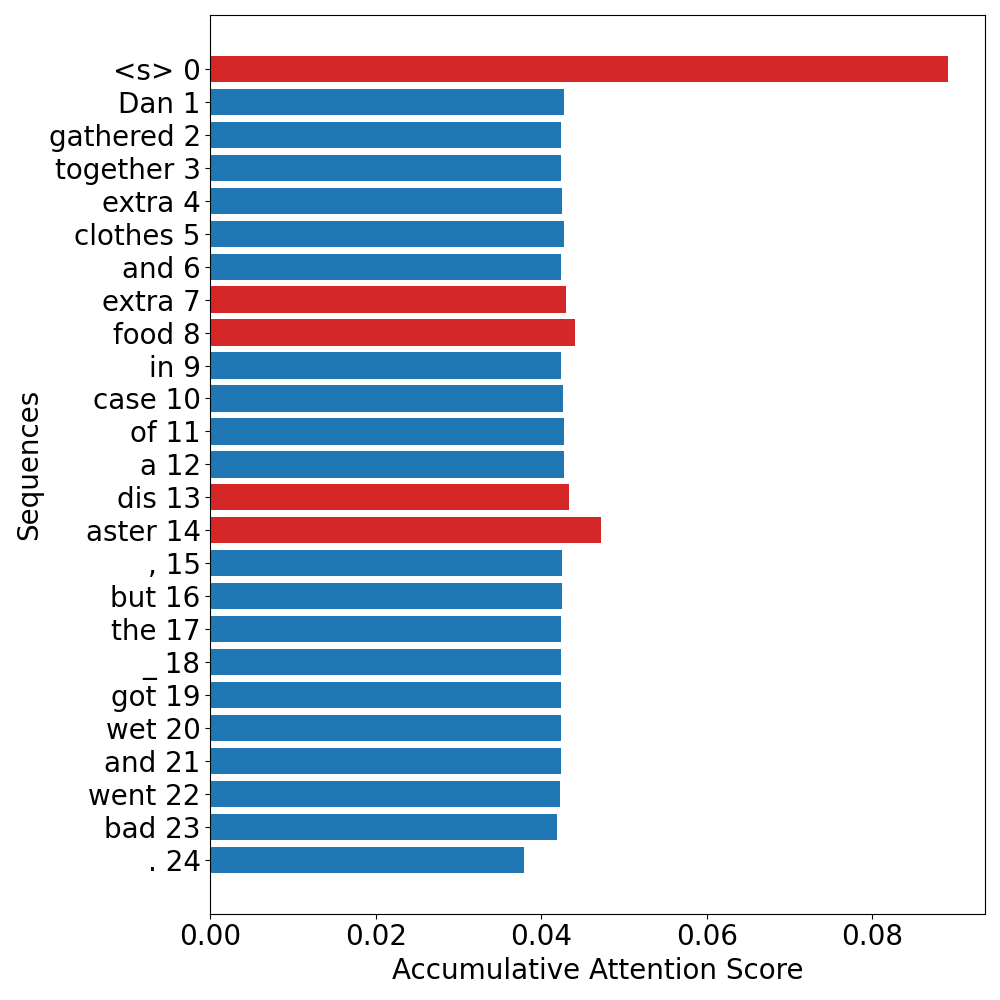 <s> 0
Dan 1
gathered 2
together 3
extra 4
clothes 5
and 6
extra 7
food 8
in 9
case 10
of 11
a 12
dis 13
aster 14
, 15
but 16
the 17
_ 18
got 19
wet 20
and 21
went 22
bad 23
. 24
Sequences
0.00 0.02 0.04 0.06 0.08
Accumulative Attention Score